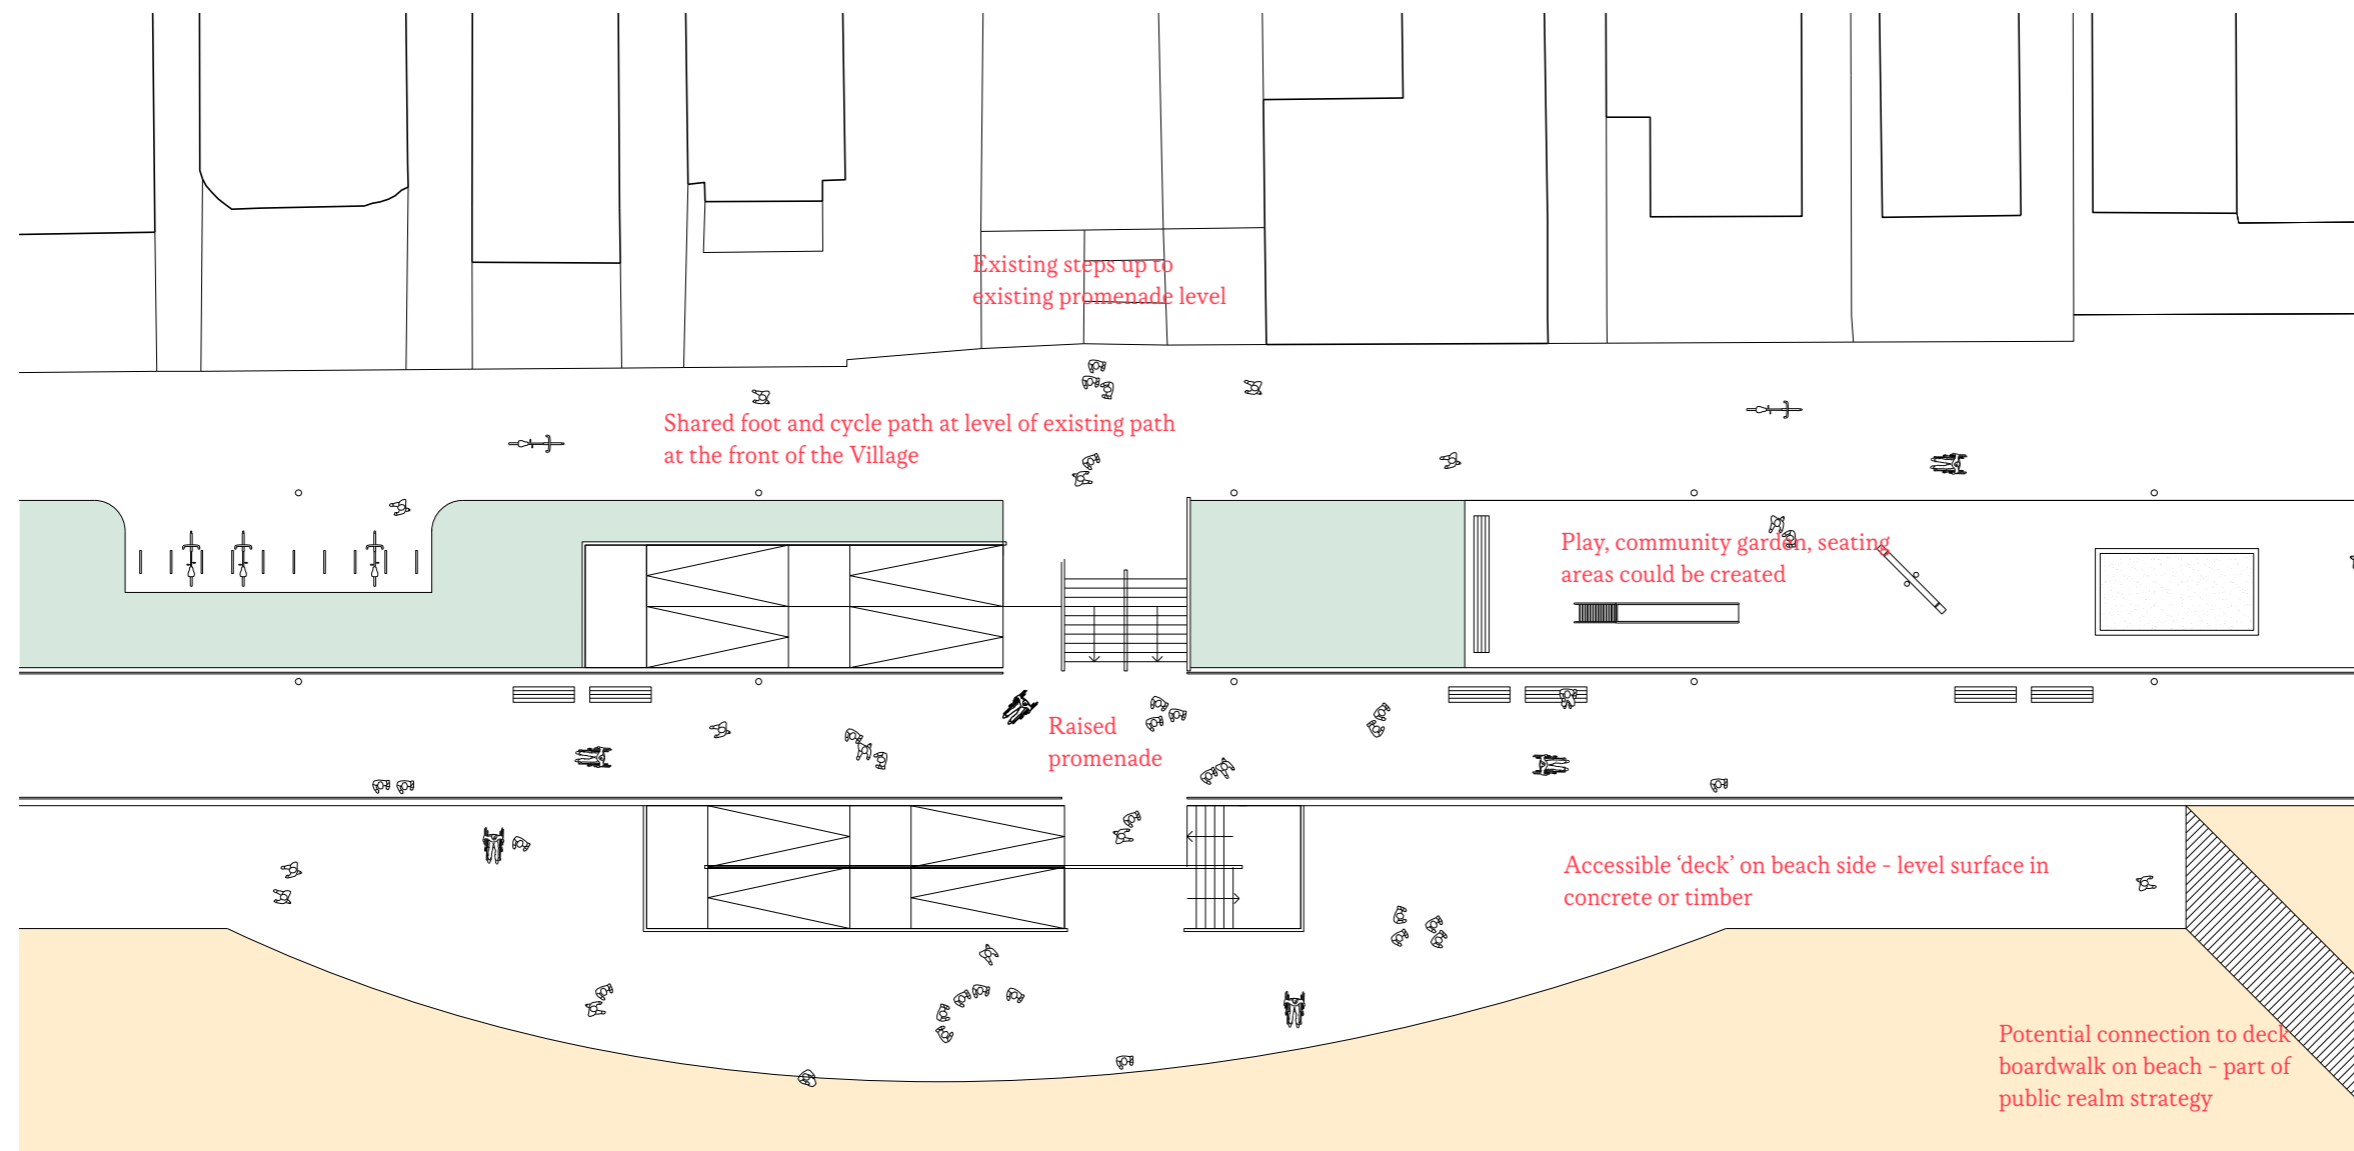 Existing steps up to
existing promenade level
Shared foot and cycle path at level of existing path
at the front of the Village
Play, community garden, seating
areas could be created
Raised
promenade
Accessible ‘deck’ on beach side - level surface in
concrete or timber
Potential connection to deck
boardwalk on beach - part of
public realm strategy